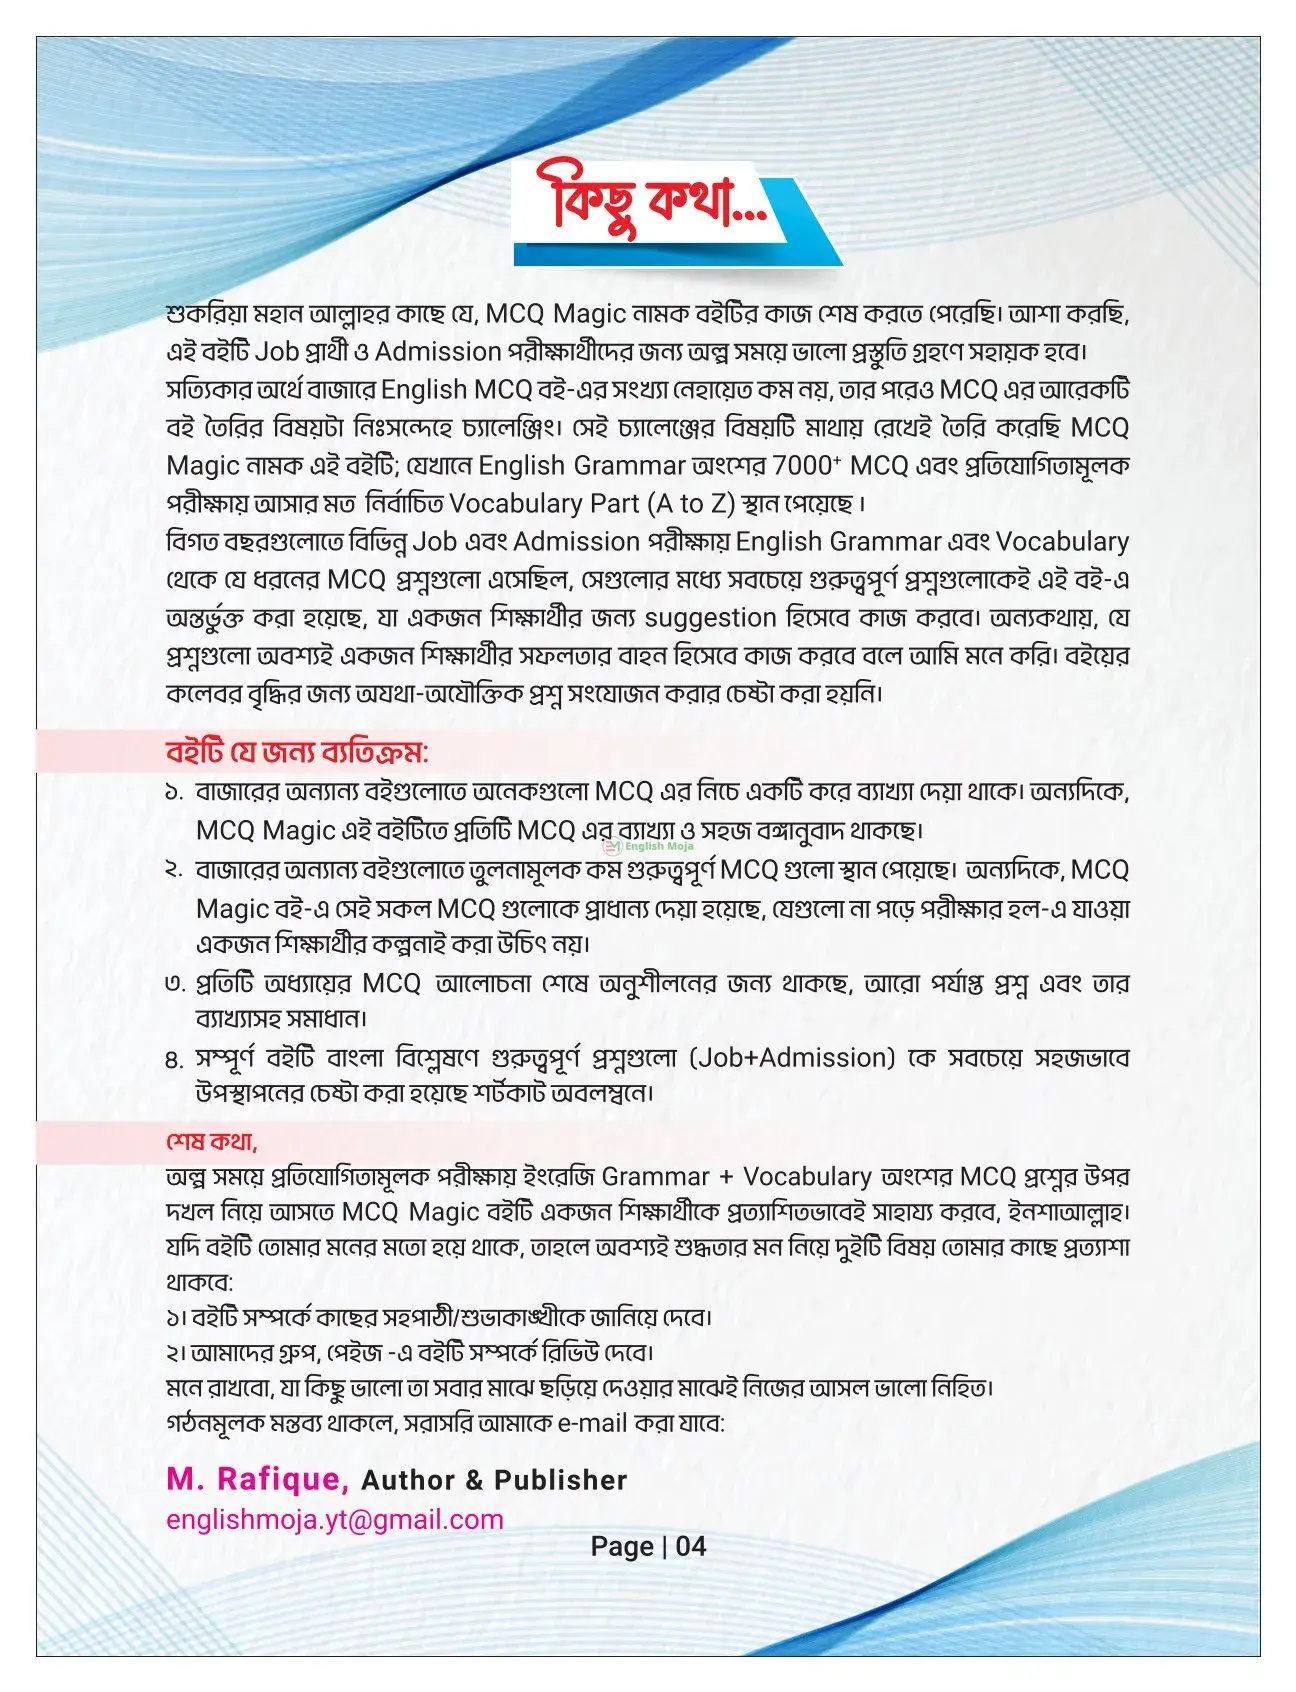 কিছু কথা...
শুকরিয়া মহান আল্লাহর কাছে যে, MCQ Magic নামক বইটির কাজ শেষ করতে পেরেছি। আশা করছি,
এই বইটি Job প্রার্থী ও Admission পরীক্ষার্থীদের জন্য অল্প সময়ে ভালো প্রস্তুতি গ্রহণে সহায়ক হবে।
সত্যিকার অর্থে বাজারে English MCQ বই-এর সংখ্যা নেহায়েত কম নয়, তার পরেও MCQ এর আরেকটি
বই তৈরির বিষয়টা নিঃসন্দেহে চ্যালেঞ্জিং। সেই চ্যালেঞ্জের বিষয়টি মাথায় রেখেই তৈরি করেছি MCQ
Magic নামক এই বইটি; যেখানে English Grammar অংশের 7000⁺ MCQ এবং প্রতিযোগিতামূলক
পরীক্ষায় আসার মত নির্বাচিত Vocabulary Part (A to Z) স্থান পেয়েছে ।
বিগত বছরগুলোতে বিভিন্ন Job এবং Admission পরীক্ষায় English Grammar এবং Vocabulary
থেকে যে ধরনের MCQ প্রশ্নগুলো এসেছিল, সেগুলোর মধ্যে সবচেয়ে গুরুত্বপূর্ণ প্রশ্নগুলোকেই এই বই-এ
অন্তর্ভুক্ত করা হয়েছে, যা একজন শিক্ষার্থীর জন্য suggestion হিসেবে কাজ করবে। অন্যকথায়, যে
প্রশ্নগুলো অবশ্যই একজন শিক্ষার্থীর সফলতার বাহন হিসেবে কাজ করবে বলে আমি মনে করি। বইয়ের
কলেবর বৃদ্ধির জন্য অযথা-অযৌক্তিক প্রশ্ন সংযোজন করার চেষ্টা করা হয়নি।
বইটি যে জন্য ব্যতিক্রম:
১. বাজারের অন্যান্য বইগুলোতে অনেকগুলো MCQ এর নিচে একটি করে ব্যাখ্যা দেয়া থাকে। অন্যদিকে,
MCQ Magic এই বইটিতে প্রতিটি MCQ এর ব্যাখ্যা ও সহজ বঙ্গানুবাদ থাকছে।
English Moja
২. বাজারের অন্যান্য বইগুলোতে তুলনামূলক কম গুরুত্বপূর্ণ MCQ গুলো স্থান পেয়েছে। অন্যদিকে, MCQ
Magic বই-এ সেই সকল MCQ গুলোকে প্রাধান্য দেয়া হয়েছে, যেগুলো না পড়ে পরীক্ষার হল-এ যাওয়া
একজন শিক্ষার্থীর কল্পনাই করা উচিৎ নয়।
৩. প্রতিটি অধ্যায়ের MCQ আলোচনা শেষে অনুশীলনের জন্য থাকছে, আরো পর্যাপ্ত প্রশ্ন এবং তার
ব্যাখ্যাসহ সমাধান।
৪. সম্পূর্ণ বইটি বাংলা বিশ্লেষণে গুরুত্বপূর্ণ প্রশ্নগুলো (Job+Admission) কে সবচেয়ে সহজভাবে
উপস্থাপনের চেষ্টা করা হয়েছে শর্টকাট অবলম্বনে।
শেষ কথা,
অল্প সময়ে প্রতিযোগিতামূলক পরীক্ষায় ইংরেজি Grammar + Vocabulary অংশের MCQ প্রশ্নের উপর
দখল নিয়ে আসতে MCQ Magic বইটি একজন শিক্ষার্থীকে প্রত্যাশিতভাবেই সাহায্য করবে, ইনশাআল্লাহ।
যদি বইটি তোমার মনের মতো হয়ে থাকে, তাহলে অবশ্যই শুদ্ধতার মন নিয়ে দুইটি বিষয় তোমার কাছে প্রত্যাশা
থাকবে:
১। বইটি সম্পর্কে কাছের সহপাঠী/শুভাকাঙ্খীকে জানিয়ে দেবে।
২। আমাদের গ্রুপ, পেইজ -এ বইটি সম্পর্কে রিভিউ দেবে।
মনে রাখবো, যা কিছু ভালো তা সবার মাঝে ছড়িয়ে দেওয়ার মাঝেই নিজের আসল ভালো নিহিত।
গঠনমূলক মন্তব্য থাকলে, সরাসরি আমাকে e-mail করা যাবে:
M. Rafique, Author & Publisher
englishmoja.yt@gmail.com
Page | 04